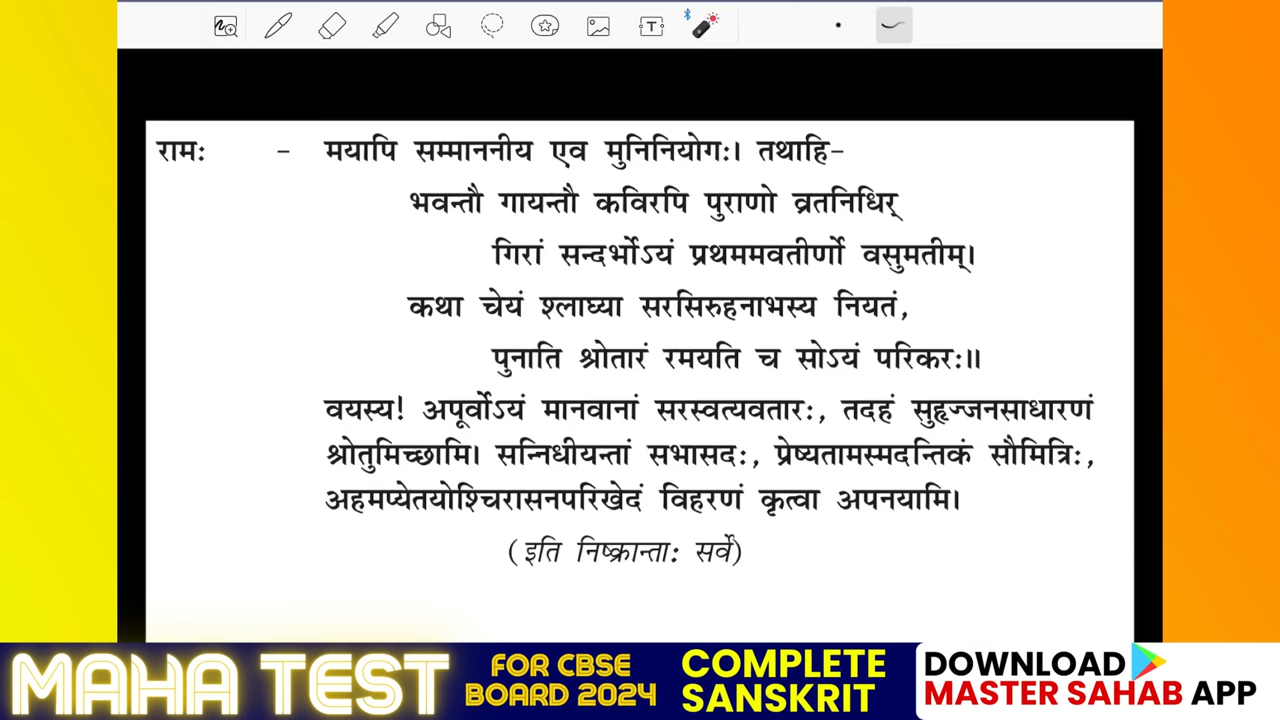 रामः - मयापि सम्माननीय एव मुनिनियोगः। तथाहि-
भवन्तौ गायन्तौ कविरपि पुराणो व्रतनिधिर्
गिरां सन्दर्भोऽयं प्रथममवतीर्णो वसुमतीम्।
कथा चेयं श्लाघ्या सरसिरुहनाभस्य नियतं,
पुनाति श्रोतारं रमयति च सोऽयं परिकरः॥
वयस्य! अपूर्वोऽयं मानवानां सरस्वत्यवतारः, तदहं सुहृज्जनसाधारणं
श्रोतुमिच्छामि। सन्निधीयन्तां सभासदः, प्रेष्यतामस्मदन्तिकं सौमित्रिः,
अहमप्येतयोश्चिरासनपरिखेदं विहरणं कृत्वा अपनयामि।
(इति निष्क्रान्ताः सर्वे)
MAHA TEST
FOR CBSE
BOARD 2024
COMPLETE
SANSKRIT
DOWNLOAD
MASTER SAHAB APP